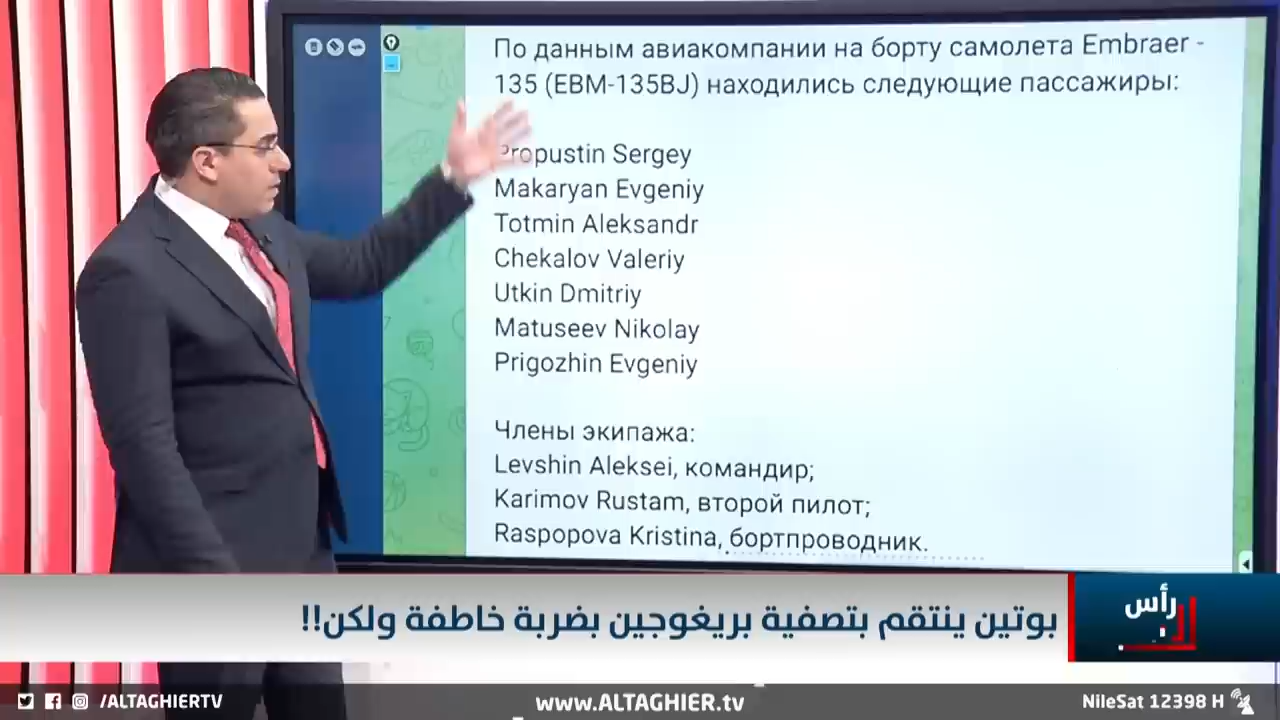 По данным авиакомпании на борту самолета Embraer -
135 (EBM-135BJ) находились следующие пассажиры:
Propustin Sergey
Makaryan Evgeniy
Totmin Aleksandr
Chekalov Valeriy
Utkin Dmitriy
Matuseev Nikolay
Prigozhin Evgeniy
Члены экипажа:
Levshin Aleksei, командир;
Karimov Rustam, второй пилот;
Raspopova Kristina, бортпроводник.
بوتين ينتقم بتصفية بريغوجين بضربة خاطفة ولكن!!
/ALTAGHIERTV
www.ALTAGHIER.tv
NileSat 12398 H